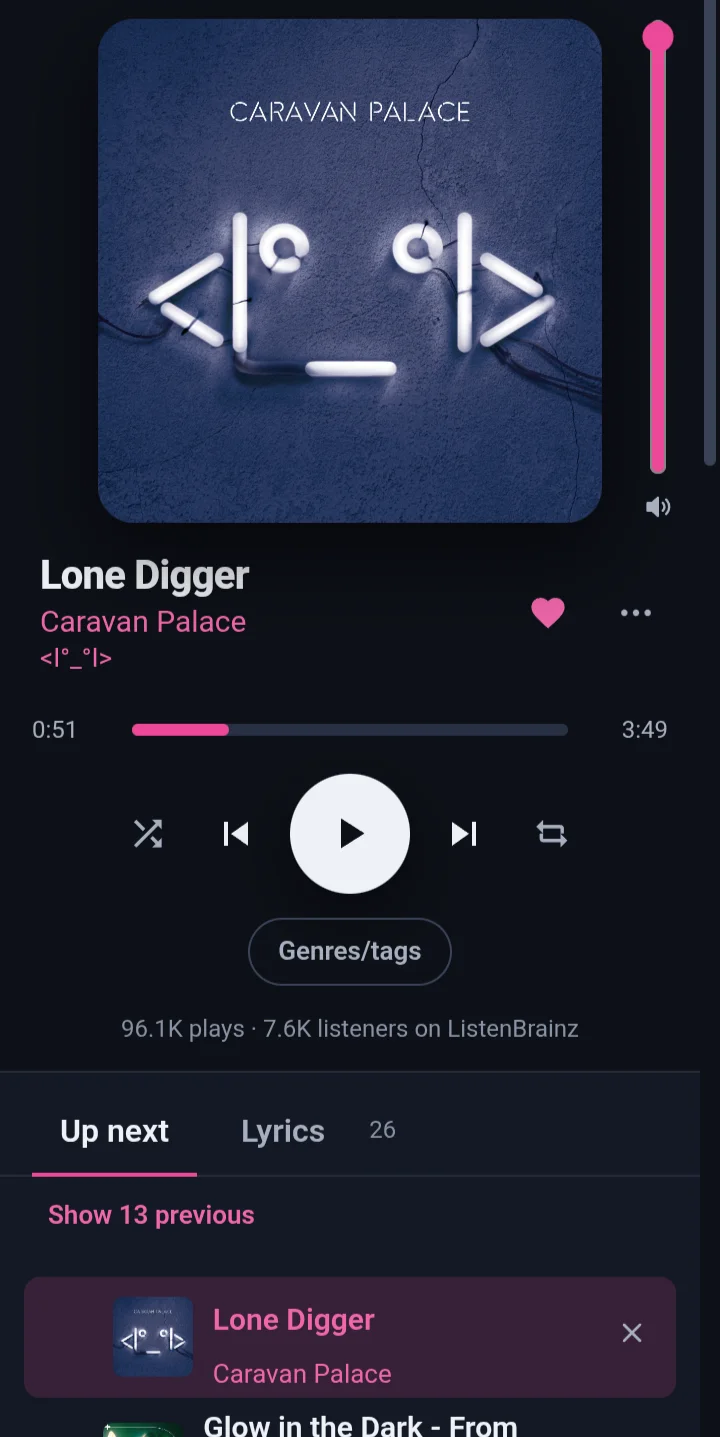 CARAVAN PALACE
<|°_°|>
Lone Digger
Caravan Palace
<|°_°|>
0:51
3:49
Genres/tags
96.1K plays · 7.6K listeners on ListenBrainz
Up next
Lyrics
26
Show 13 previous
<|°_°|>
Lone Digger
Caravan Palace
Glow in the Dark - From